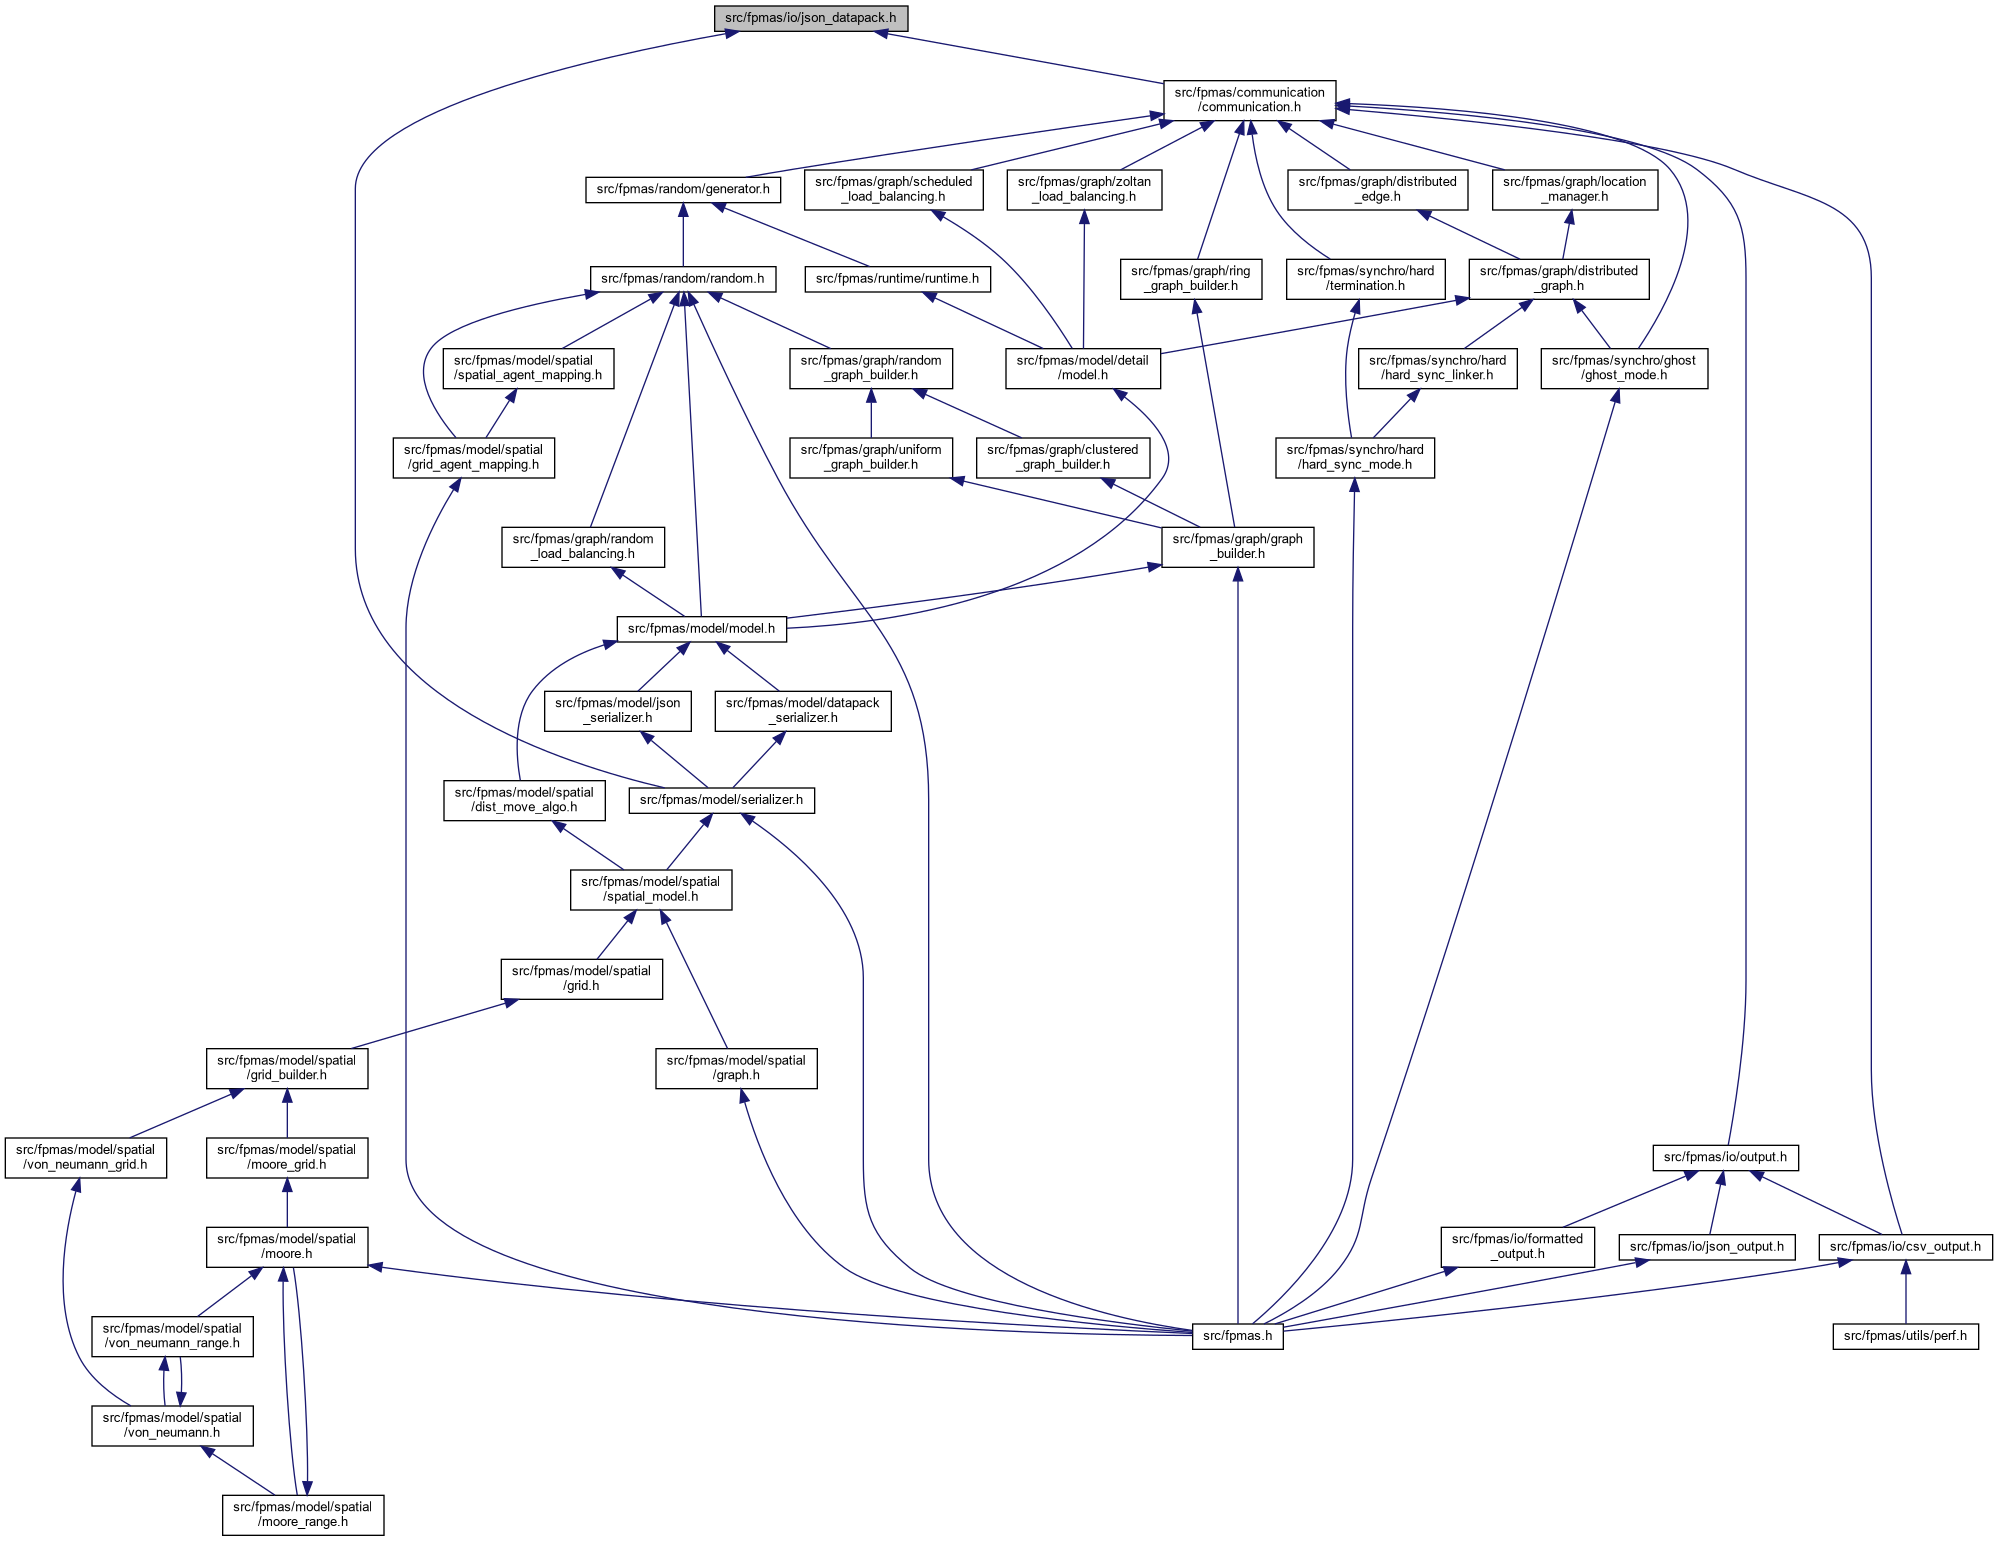 src/fpmas/io/json_datapack.h
src/fpmas/communication
/communication.h
src/fpmas/random/generator.h
src/fpmas/graph/scheduled
_load_balancing.h
src/fpmas/graph/zoltan
_load_balancing.h
src/fpmas/graph/distributed
_edge.h
src/fpmas/graph/location
_manager.h
src/fpmas/random/random.h
src/fpmas/runtime/runtime.h
src/fpmas/graph/ring
_graph_builder.h
src/fpmas/synchro/hard
/termination.h
src/fpmas/graph/distributed
_graph.h
src/fpmas/model/spatial
/spatial_agent_mapping.h
src/fpmas/graph/random
_graph_builder.h
src/fpmas/model/detail
/model.h
src/fpmas/synchro/hard
/hard_sync_linker.h
src/fpmas/synchro/ghost
/ghost_mode.h
src/fpmas/model/spatial
/grid_agent_mapping.h
src/fpmas/graph/uniform
_graph_builder.h
src/fpmas/graph/clustered
_graph_builder.h
src/fpmas/synchro/hard
/hard_sync_mode.h
src/fpmas/graph/random
_load_balancing.h
src/fpmas/graph/graph
_builder.h
src/fpmas/model/model.h
src/fpmas/model/json
_serializer.h
src/fpmas/model/datapack
_serializer.h
src/fpmas/model/spatial
/dist_move_algo.h
src/fpmas/model/serializer.h
src/fpmas/model/spatial
/spatial_model.h
src/fpmas/model/spatial
/grid.h
src/fpmas/model/spatial
/grid_builder.h
src/fpmas/model/spatial
/graph.h
src/fpmas/model/spatial
/von_neumann_grid.h
src/fpmas/model/spatial
/moore_grid.h
src/fpmas/io/output.h
src/fpmas/model/spatial
/moore.h
src/fpmas/io/formatted
_output.h
src/fpmas/io/json_output.h
src/fpmas/io/csv_output.h
src/fpmas/model/spatial
/von_neumann_range.h
src/fpmas.h
src/fpmas/utils/perf.h
src/fpmas/model/spatial
/von_neumann.h
src/fpmas/model/spatial
/moore_range.h